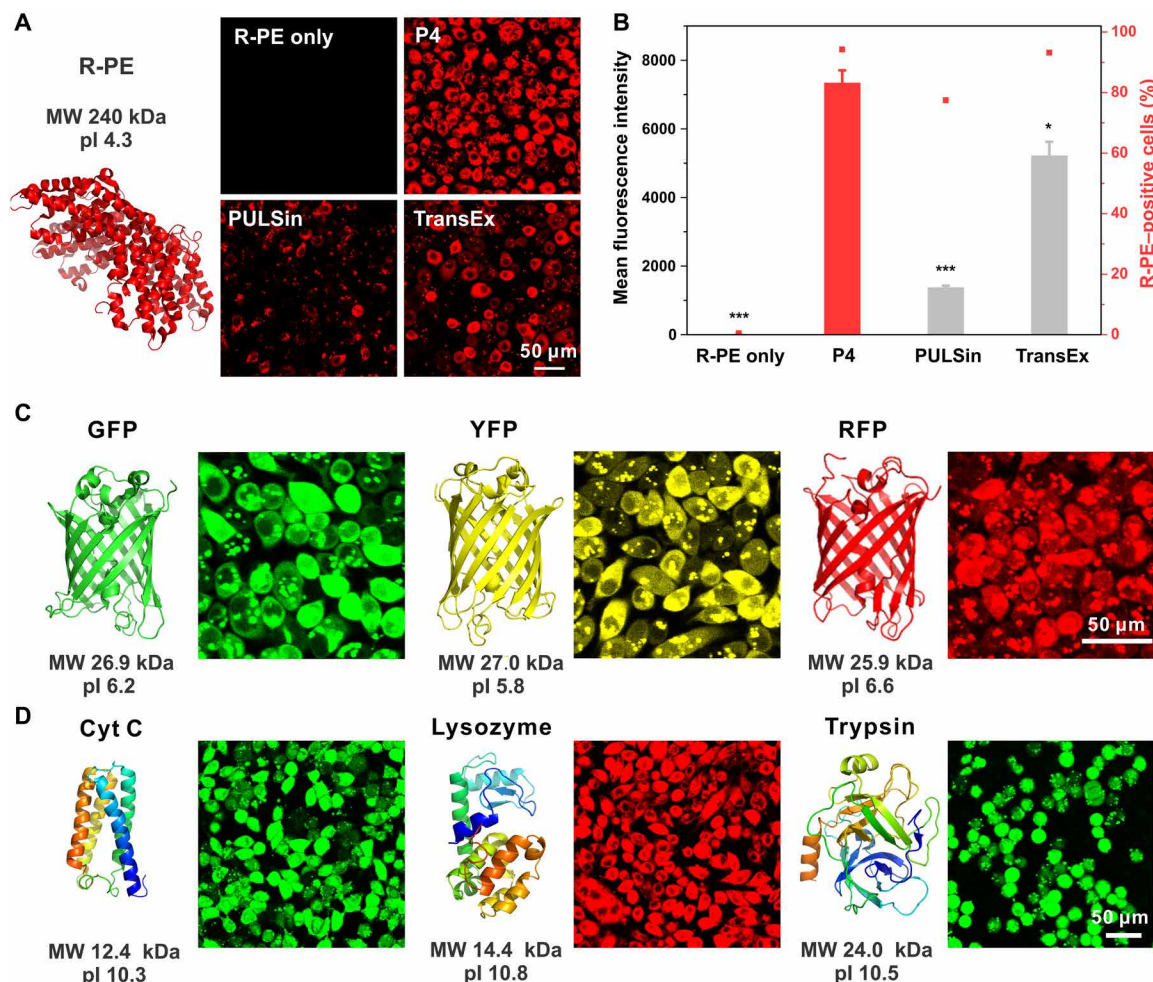 A
R-PE
MW 240 kDa
pI 4.3
R-PE only
P4
PULSin
TransEx
50 µm
B
Mean fluorescence intensity
8000
6000
4000
2000
0
***
***
*
R-PE only
P4
PULSin
TransEx
100
80
60
40
20
0
R-PE–positive cells (%)
C
GFP
MW 26.9 kDa
pI 6.2
YFP
MW 27.0 kDa
pI 5.8
RFP
MW 25.9 kDa
pI 6.6
50 µm
D
Cyt C
MW 12.4 kDa
pI 10.3
Lysozyme
MW 14.4 kDa
pI 10.8
Trypsin
MW 24.0 kDa
pI 10.5
50 µm